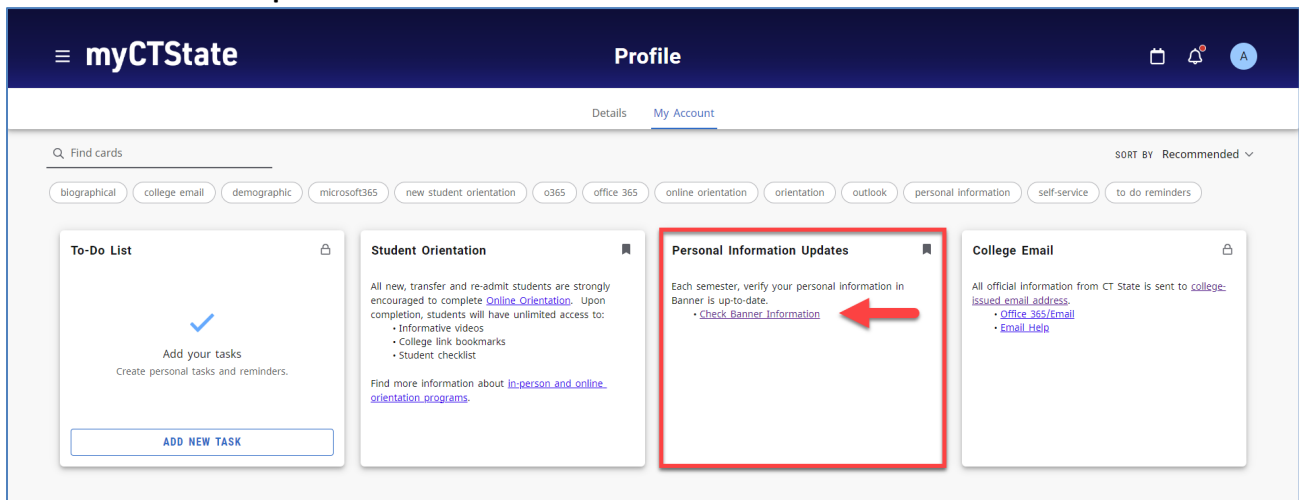 myCTState
Profile
A
Details My Account
Find cards
SORT BY Recommended
biographical college email demographic microsoft365 new student orientation o365 office 365 online orientation orientation outlook personal information self-service to do reminders
To-Do List
Add your tasks
Create personal tasks and reminders.
ADD NEW TASK
Student Orientation
All new, transfer and re-admit students are strongly
encouraged to complete Online Orientation. Upon
completion, students will have unlimited access to:
• Informative videos
• College link bookmarks
• Student checklist
Find more information about in-person and online
orientation programs.
Personal Information Updates
Each semester, verify your personal information in
Banner is up-to-date.
• Check Banner Information
College Email
All official information from CT State is sent to college-
issued email address.
• Office 365/Email
• Email Help